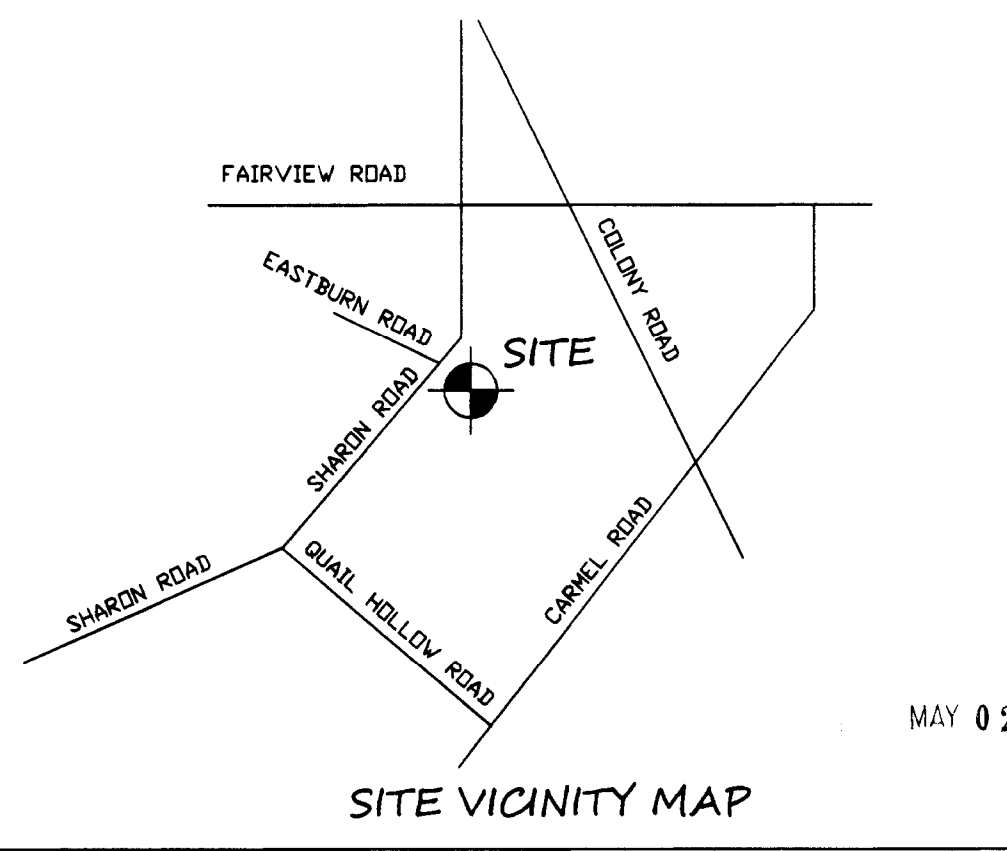 FAIRVIEW ROAD
COLONY ROAD
EASTBURN ROAD
SITE
SHARON ROAD
CARMEL ROAD
QUAIL HOLLOW ROAD
SHARON ROAD
MAY 02
SITE VICINITY MAP